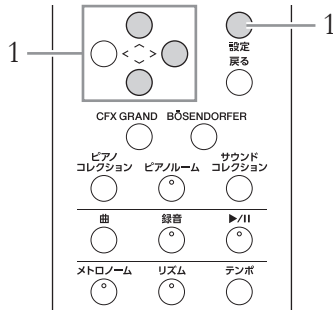 1
1
設定
戻る
CFX GRAND BÖSENDORFER
ピアノ
コレクション
ピアノルーム
サウンド
コレクション
曲 録音 ▶/II
メトロノーム リズム テンポ